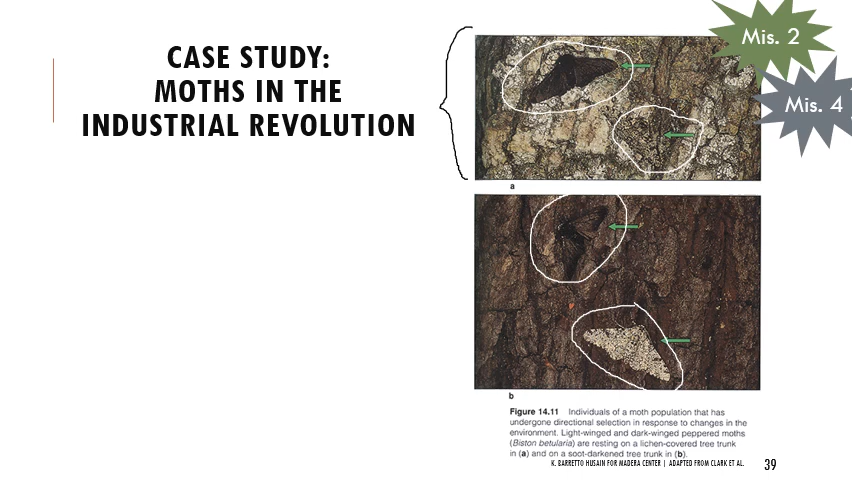 CASE STUDY:
MOTHS IN THE
INDUSTRIAL REVOLUTION
Mis. 2
Mis. 4
a
b
Figure 14.11 Individuals of a moth population that has
undergone directional selection in response to changes in the
environment. Light-winged and dark-winged peppered moths
(Biston betularia) are resting on a lichen-covered tree trunk
in (a) and on a soot-darkened tree trunk in (b).
K. BARRETTO HUSAIN FOR MADERA CENTER | ADAPTED FROM CLARK ET AL.
39